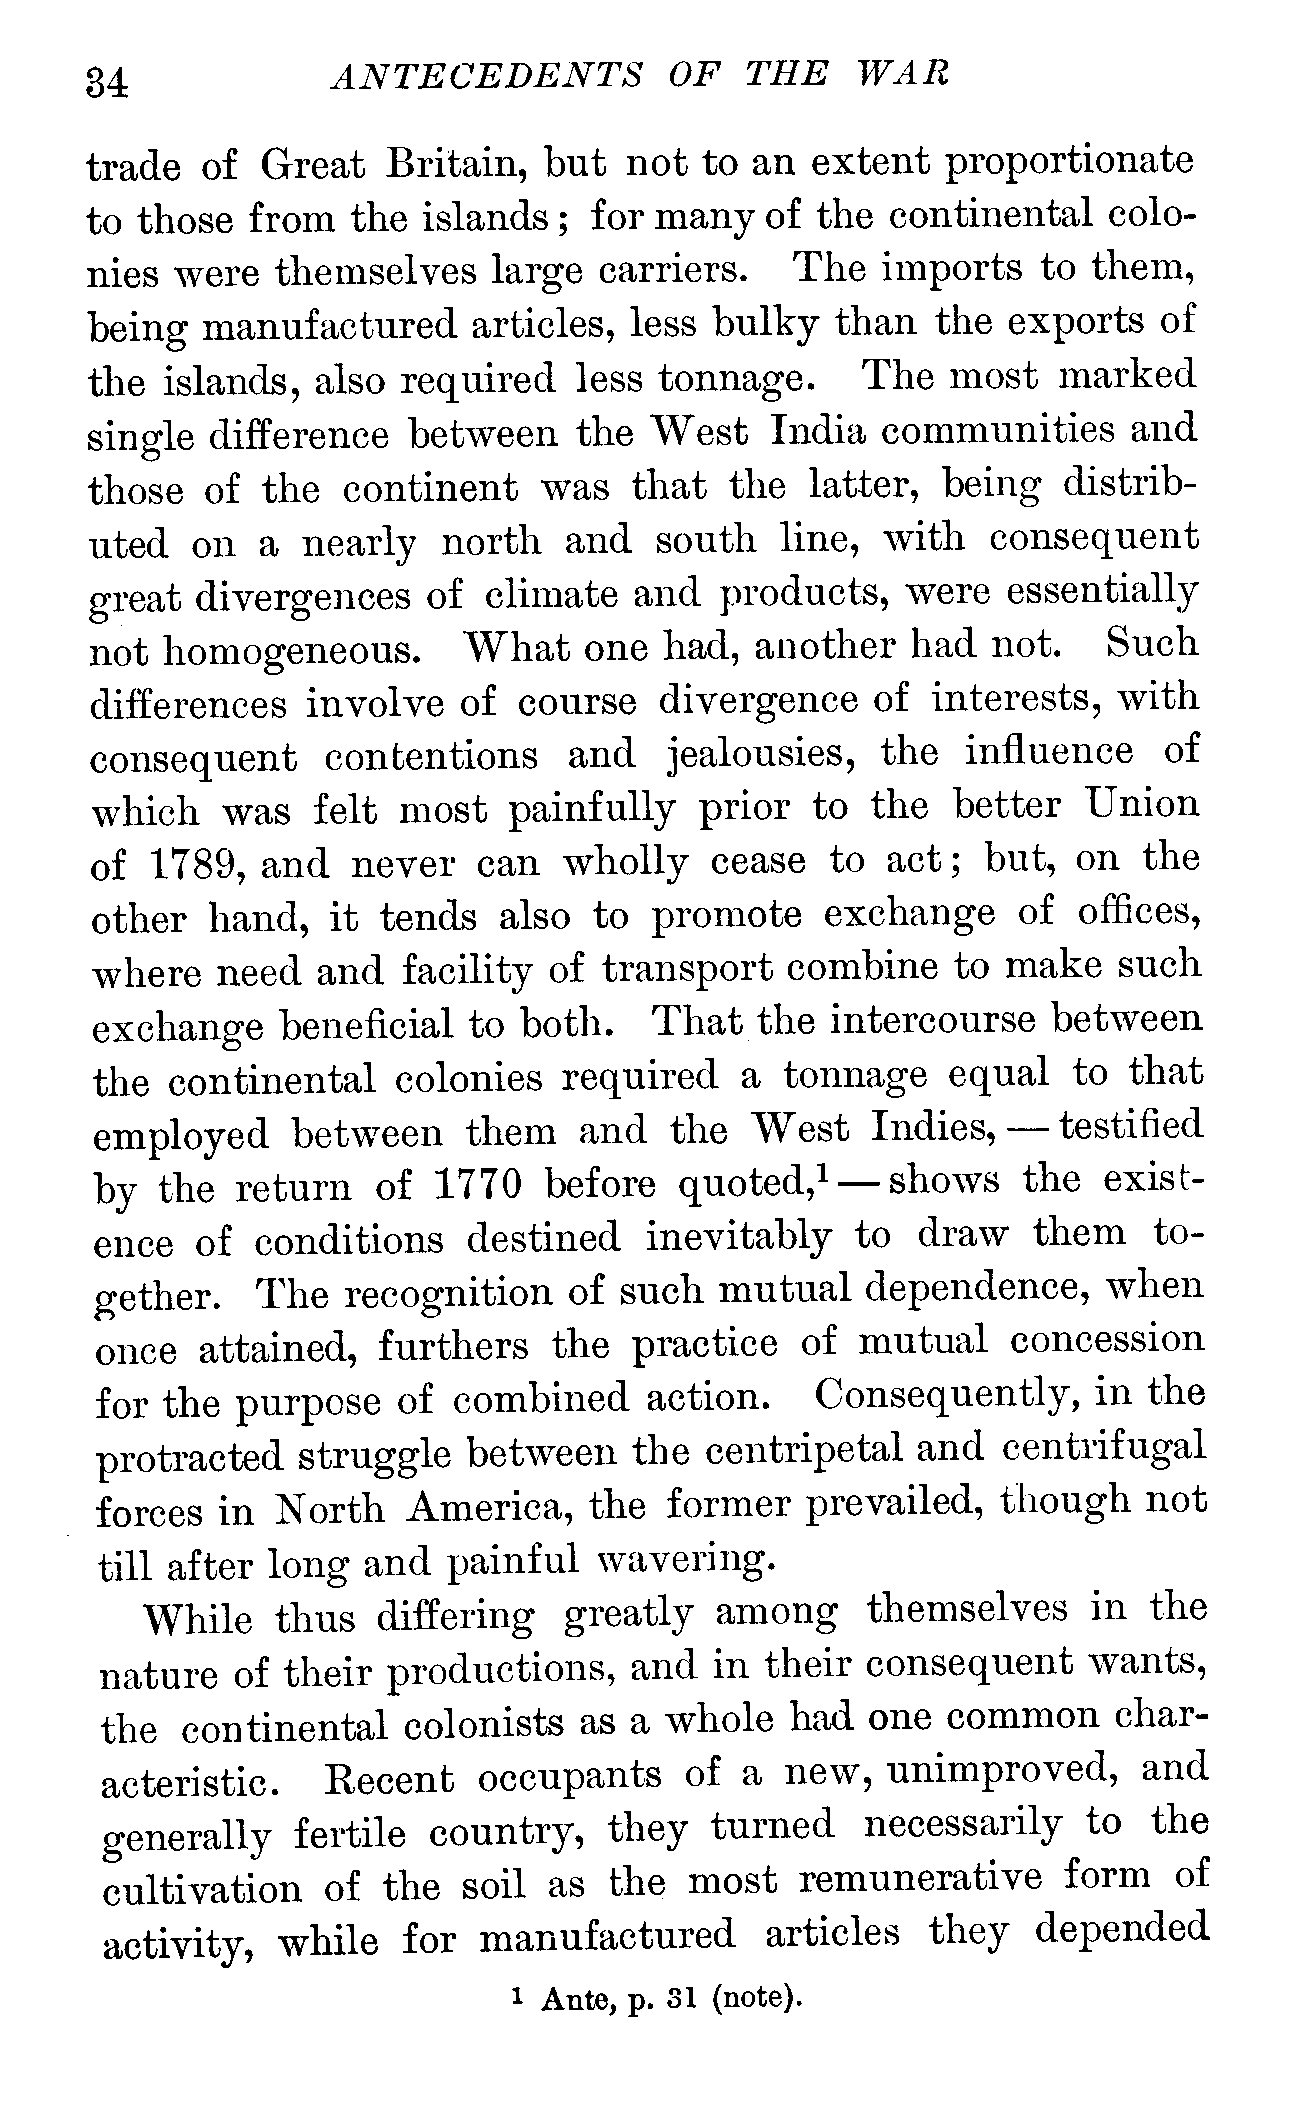 34 ANTECEDENTS OF THE WAR
trade of Great Britain, but not to an extent proportionate
to those from the islands; for many of the continental colo-
nies were themselves large carriers. The imports to them,
being manufactured articles, less bulky than the exports of
the islands, also required less tonnage. The most marked
single difference between the West India communities and
those of the continent was that the latter, being distrib-
uted on a nearly north and south line, with consequent
great divergences of climate and products, were essentially
not homogeneous. What one had, another had not. Such
differences involve of course divergence of interests, with
consequent contentions and jealousies, the influence of
which was felt most painfully prior to the better Union
of 1789, and never can wholly cease to act; but, on the
other hand, it tends also to promote exchange of offices,
where need and facility of transport combine to make such
exchange beneficial to both. That the intercourse between
the continental colonies required a tonnage equal to that
employed between them and the West Indies, — testified
by the return of 1770 before quoted,¹ — shows the exist-
ence of conditions destined inevitably to draw them to-
gether. The recognition of such mutual dependence, when
once attained, furthers the practice of mutual concession
for the purpose of combined action. Consequently, in the
protracted struggle between the centripetal and centrifugal
forces in North America, the former prevailed, though not
till after long and painful wavering.
While thus differing greatly among themselves in the
nature of their productions, and in their consequent wants,
the continental colonists as a whole had one common char-
acteristic. Recent occupants of a new, unimproved, and
generally fertile country, they turned necessarily to the
cultivation of the soil as the most remunerative form of
activity, while for manufactured articles they depended
¹ Ante, p. 31 (note).